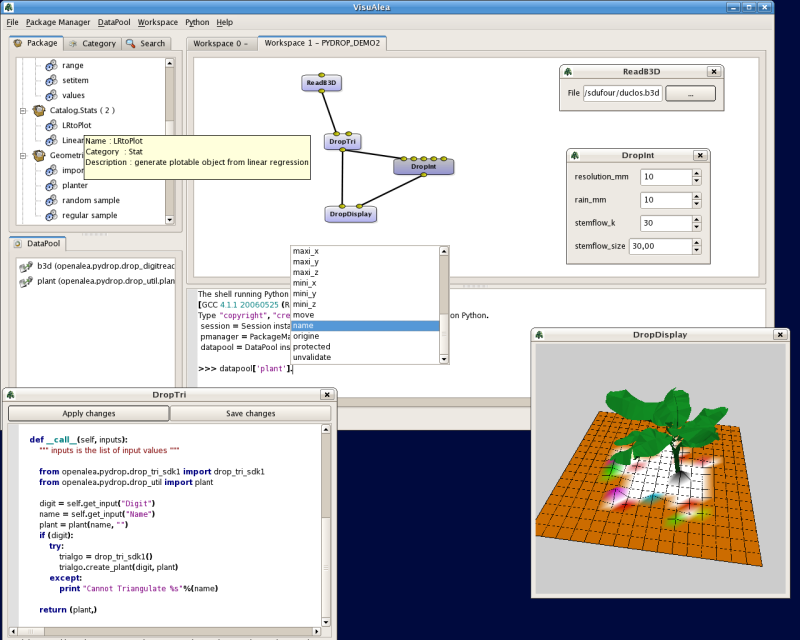 VisuAlea
File Package Manager DataPool Workspace Python Help
Package Category Search
range
setitem
values
Catalog.Stats ( 2 )
LRtoPlot
Linear
Geometri
impor
planter
random sample
regular sample
Name : LRtoPlot
Category : Stat
Description : generate plotable object from linear regression
DataPool
b3d (openalea.pydrop.drop_digitread
plant (openalea.pydrop.drop_util.plan
Workspace 0 -
Workspace 1 - PYDROP_DEMO2
ReadB3D
DropTri
DropInt
DropDisplay
ReadB3D
File /sdufour/duclos.b3d ...
DropInt
resolution_mm 10
rain_mm 10
stemflow_k 30
stemflow_size 30,00
The shell running Python
[GCC 4.1.1 20060525 (R
Type "copyright", "cre
on Python.
session = Session insta
pmanager = PackageMa
datapool = DataPool ins
>>> datapool['plant'].
maxi_x
maxi_y
maxi_z
mini_x
mini_y
mini_z
move
name
origine
protected
unvalidate
DropTri
Apply changes Save changes
def __call__(self, inputs):
""" inputs is the list of input values """
from openalea.pydrop.drop_tri_sdk1 import drop_tri_sdk1
from openalea.pydrop.drop_util import plant
digit = self.get_input("Digit")
name = self.get_input("Name")
plant = plant(name, "")
if (digit):
try:
trialgo = drop_tri_sdk1()
trialgo.create_plant(digit, plant)
except:
print "Cannot Triangulate %s"%(name)
return (plant,)
DropDisplay